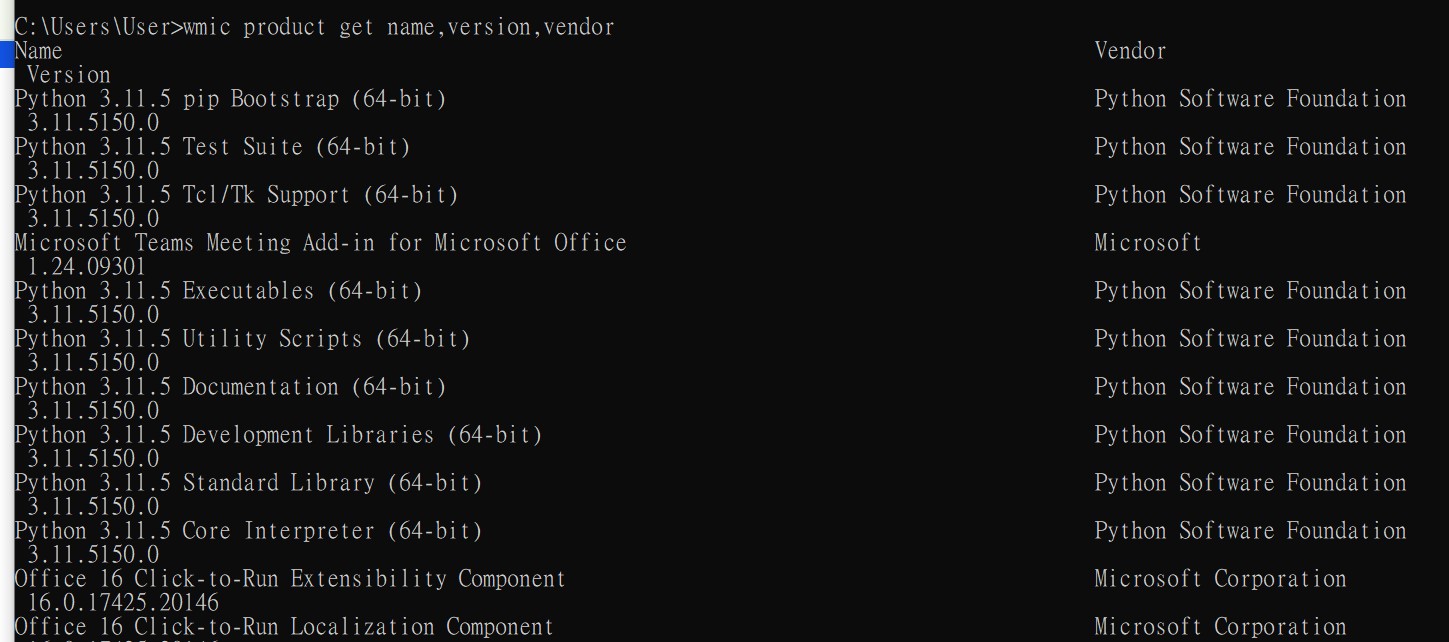 C:\Users\User>wmic product get name,version,vendor
Name Vendor
Version
Python 3.11.5 pip Bootstrap (64-bit) Python Software Foundation
3.11.5150.0
Python 3.11.5 Test Suite (64-bit) Python Software Foundation
3.11.5150.0
Python 3.11.5 Tcl/Tk Support (64-bit) Python Software Foundation
3.11.5150.0
Microsoft Teams Meeting Add-in for Microsoft Office Microsoft
1.24.09301
Python 3.11.5 Executables (64-bit) Python Software Foundation
3.11.5150.0
Python 3.11.5 Utility Scripts (64-bit) Python Software Foundation
3.11.5150.0
Python 3.11.5 Documentation (64-bit) Python Software Foundation
3.11.5150.0
Python 3.11.5 Development Libraries (64-bit) Python Software Foundation
3.11.5150.0
Python 3.11.5 Standard Library (64-bit) Python Software Foundation
3.11.5150.0
Python 3.11.5 Core Interpreter (64-bit) Python Software Foundation
3.11.5150.0
Office 16 Click-to-Run Extensibility Component Microsoft Corporation
16.0.17425.20146
Office 16 Click-to-Run Localization Component Microsoft Corporation